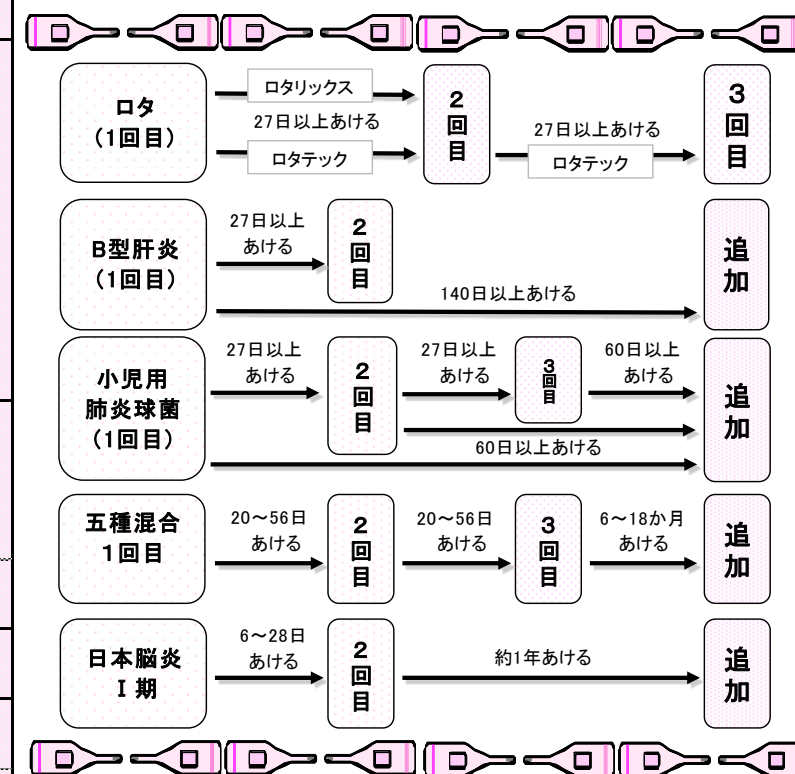 ロタ
(1回目)
ロタリックス
27日以上あける
ロタテック
2
回
目
27日以上あける
ロタテック
3
回
目
B型肝炎
(1回目)
27日以上
あける
2
回
目
140日以上あける
追
加
小児用
肺炎球菌
(1回目)
27日以上
あける
2
回
目
27日以上
あける
3
回
目
60日以上
あける
60日以上あける
追
加
五種混合
1回目
20～56日
あける
2
回
目
20～56日
あける
3
回
目
6～18か月
あける
追
加
日本脳炎
Ⅰ期
6～28日
あける
2
回
目
約1年あける
追
加